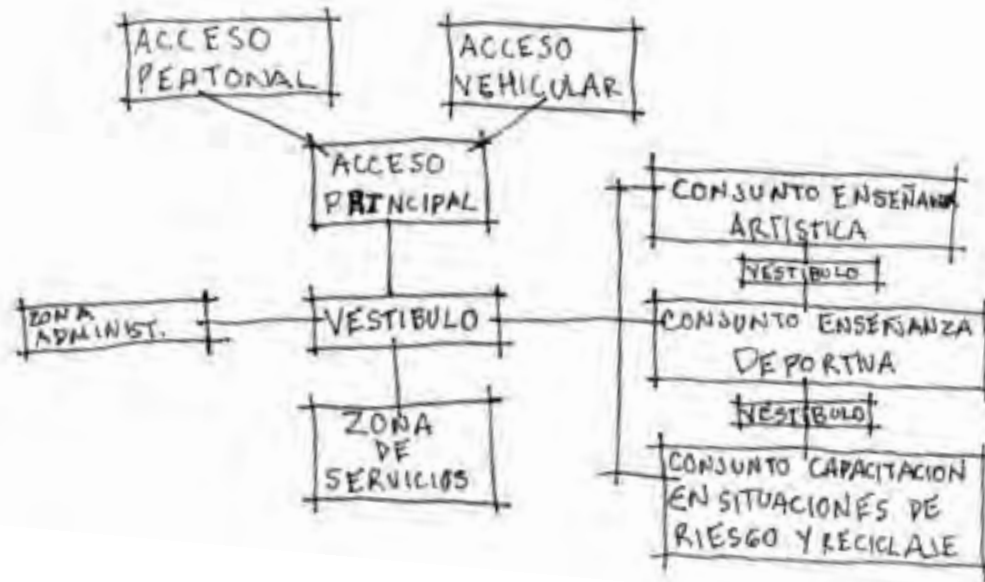 ACCESO
PEATONAL
ACCESO
VEHICULAR
ACCESO
PRINCIPAL
CONJUNTO ENSEÑANZA
ARTÍSTICA
VESTIBULO
ZONA
ADMINIST.
VESTIBULO
CONJUNTO ENSEÑANZA
DEPORTIVA
VESTIBULO
ZONA
DE
SERVICIOS
CONJUNTO CAPACITACION
EN SITUACIONES DE
RIESGO Y RECICLAJE